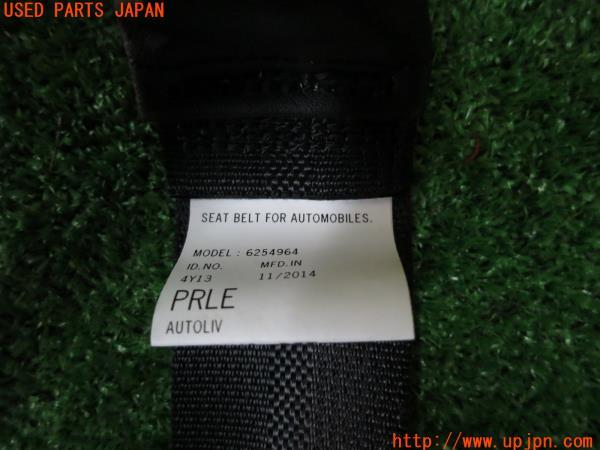 USED PARTS JAPAN
SEAT BELT FOR AUTOMOBILES.
MODEL : 6254964
ID.NO. MFD.IN
4Y13 11/2014
PRLE
AUTOLIV
http://www.upjpn.com/